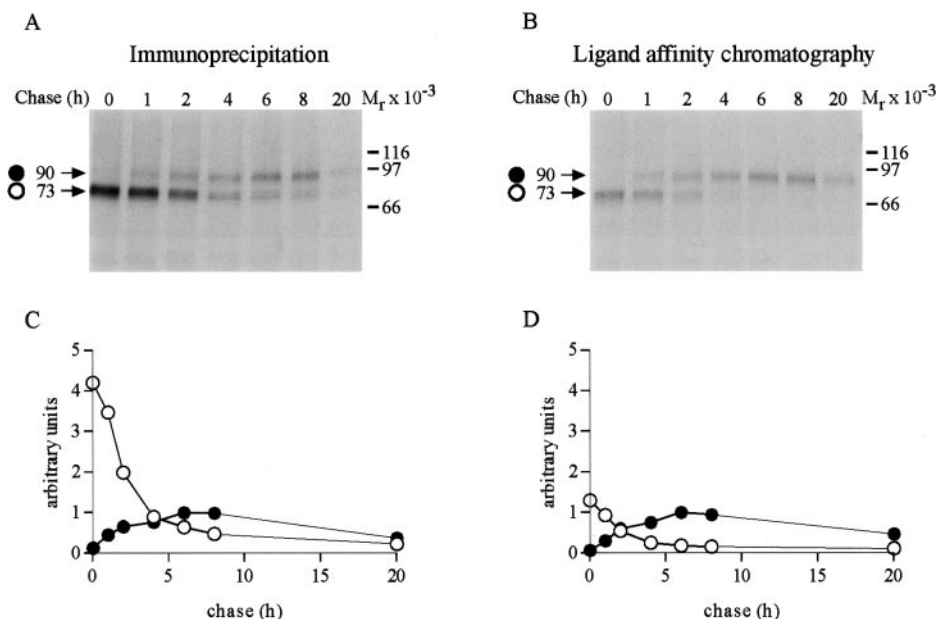 A
Immunoprecipitation
Chase (h) 0 1 2 4 6 8 20 Mr x 10-3
116
90 97
73
66
B
Ligand affinity chromatography
Chase (h) 0 1 2 4 6 8 20 Mr x 10-3
116
90 97
73
66
C
5
4
3
2
1
0
arbitrary units
0 5 10 15 20
chase (h)
D
5
4
3
2
1
0
arbitrary units
0 5 10 15 20
chase (h)